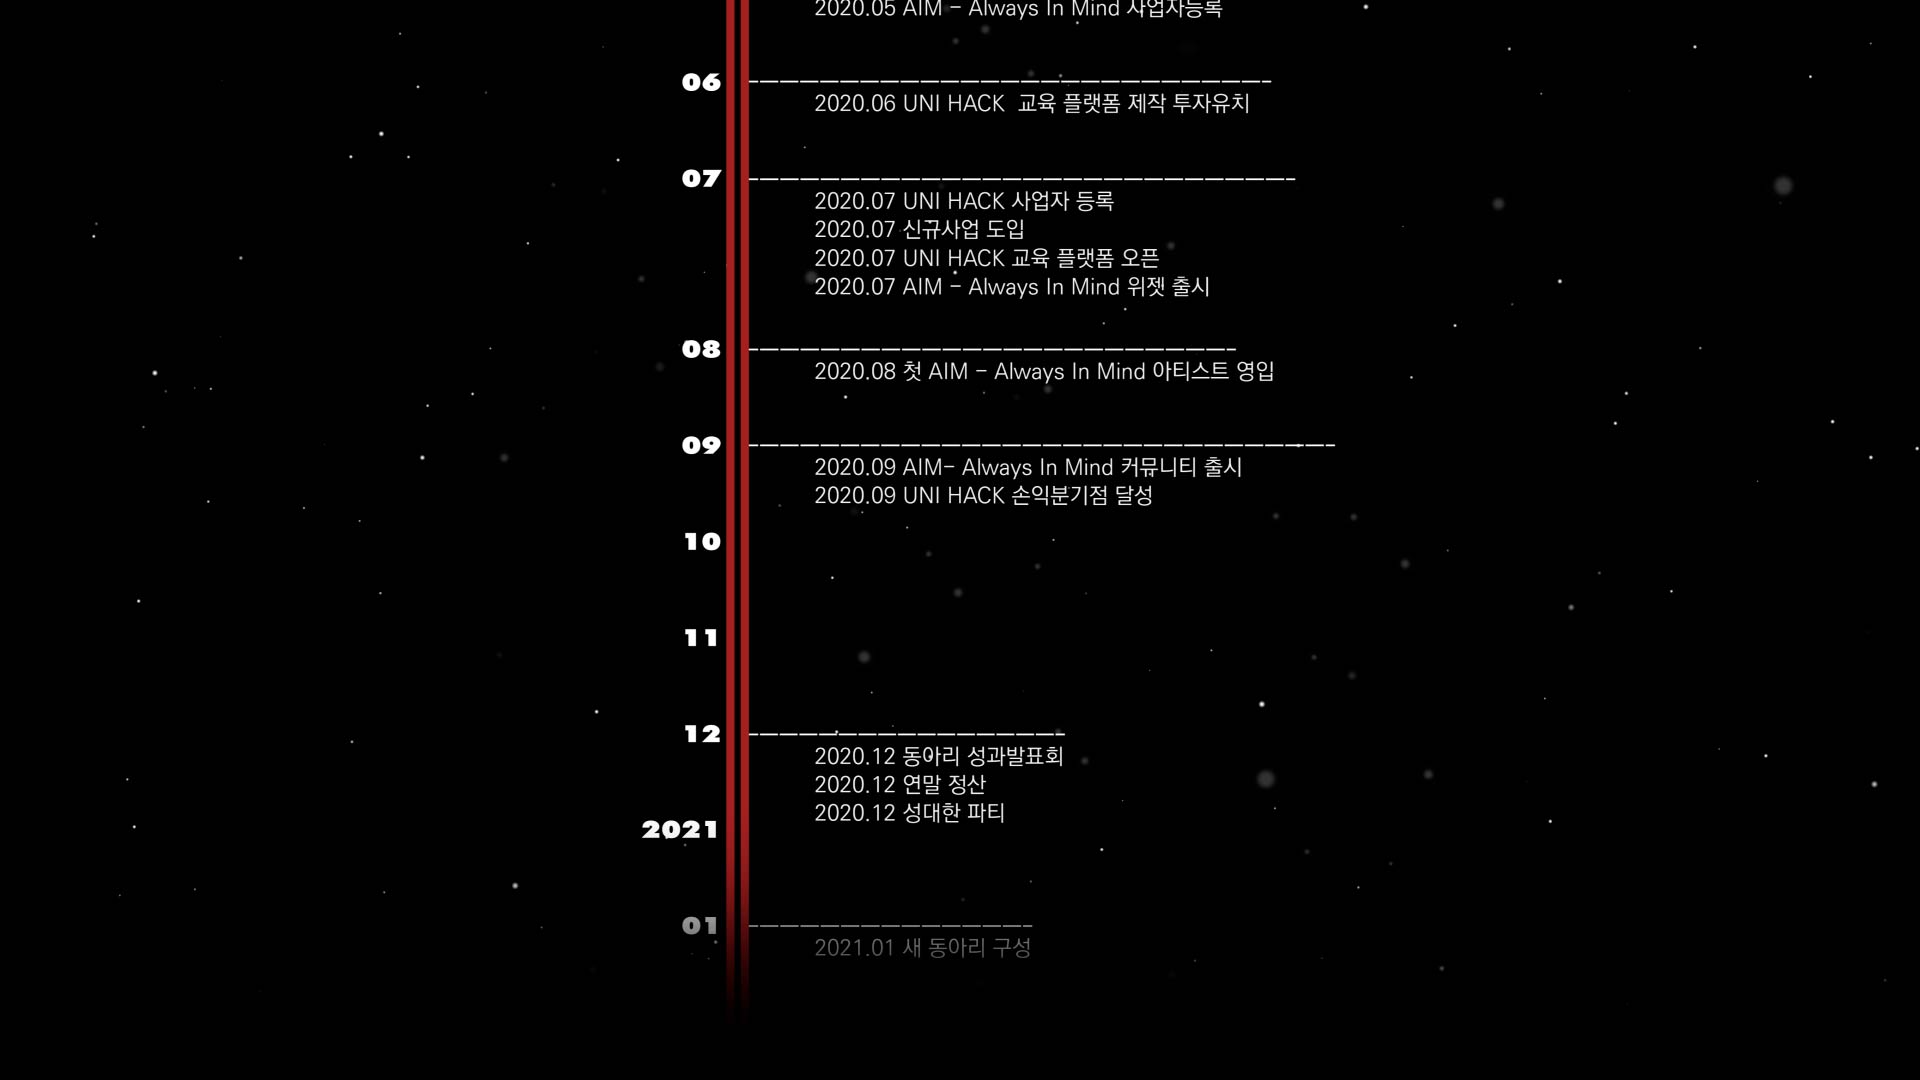 2020.05 AIM - Always In Mind 사업자등록
06
2020.06 UNI HACK  교육 플랫폼 제작 투자유치
07
2020.07 UNI HACK 사업자 등록
2020.07 신규사업 도입
2020.07 UNI HACK 교육 플랫폼 오픈
2020.07 AIM - Always In Mind 위젯 출시
08
2020.08 첫 AIM - Always In Mind 아티스트 영입
09
2020.09 AIM- Always In Mind 커뮤니티 출시
2020.09 UNI HACK 손익분기점 달성
10
11
12
2020.12 동아리 성과발표회
2020.12 연말 정산
2020.12 성대한 파티
2021
01
2021.01 새 동아리 구성